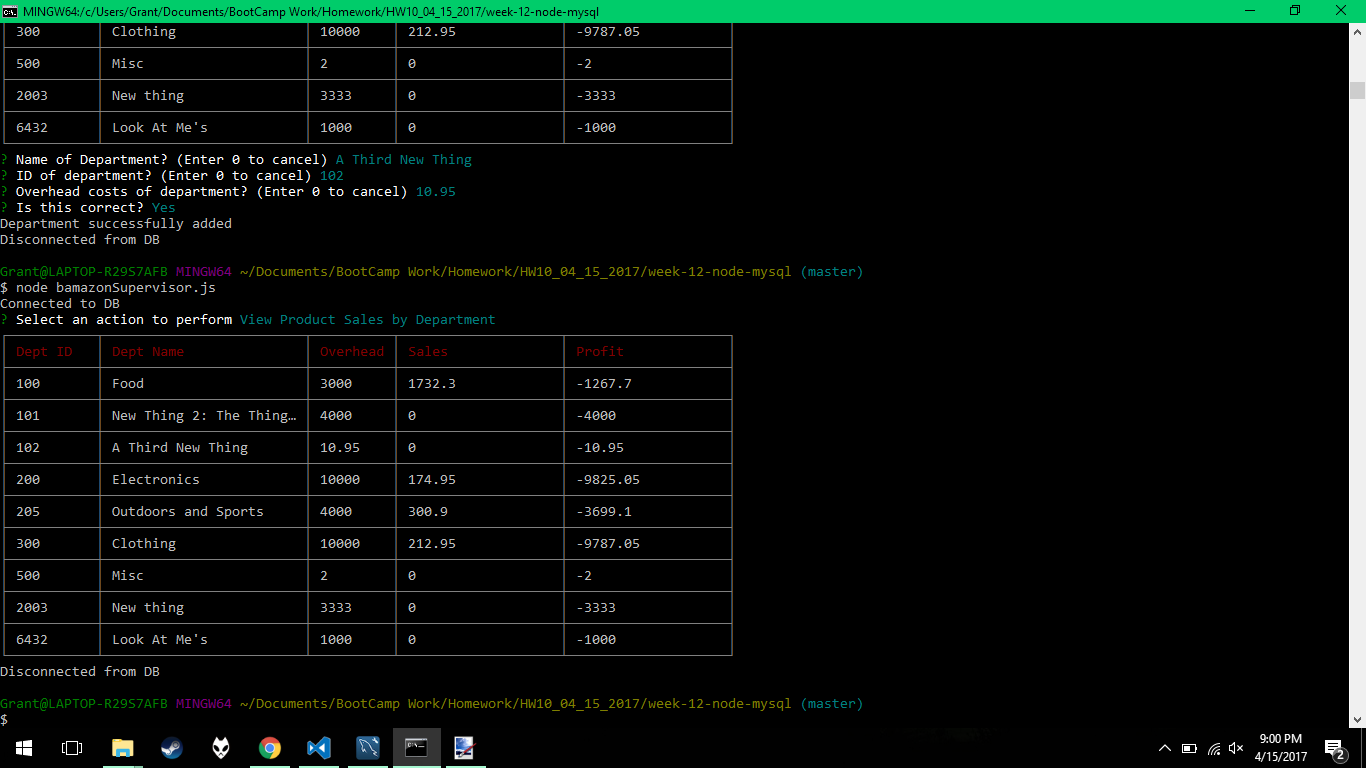 MINGW64:/c/Users/Grant/Documents/BootCamp Work/Homework/HW10_04_15_2017/week-12-node-mysql
300 Clothing 10000 212.95 -9787.05
500 Misc 2 0 -2
2003 New thing 3333 0 -3333
6432 Look At Me's 1000 0 -1000
? Name of Department? (Enter 0 to cancel) A Third New Thing
? ID of department? (Enter 0 to cancel) 102
? Overhead costs of department? (Enter 0 to cancel) 10.95
? Is this correct? Yes
Department successfully added
Disconnected from DB
Grant@LAPTOP-R29S7AFB MINGW64 ~/Documents/BootCamp Work/Homework/HW10_04_15_2017/week-12-node-mysql (master)
$ node bamazonSupervisor.js
Connected to DB
? Select an action to perform View Product Sales by Department
Dept ID Dept Name Overhead Sales Profit
100 Food 3000 1732.3 -1267.7
101 New Thing 2: The Thing… 4000 0 -4000
102 A Third New Thing 10.95 0 -10.95
200 Electronics 10000 174.95 -9825.05
205 Outdoors and Sports 4000 300.9 -3699.1
300 Clothing 10000 212.95 -9787.05
500 Misc 2 0 -2
2003 New thing 3333 0 -3333
6432 Look At Me's 1000 0 -1000
Disconnected from DB
Grant@LAPTOP-R29S7AFB MINGW64 ~/Documents/BootCamp Work/Homework/HW10_04_15_2017/week-12-node-mysql (master)
$
9:00 PM
4/15/2017
2